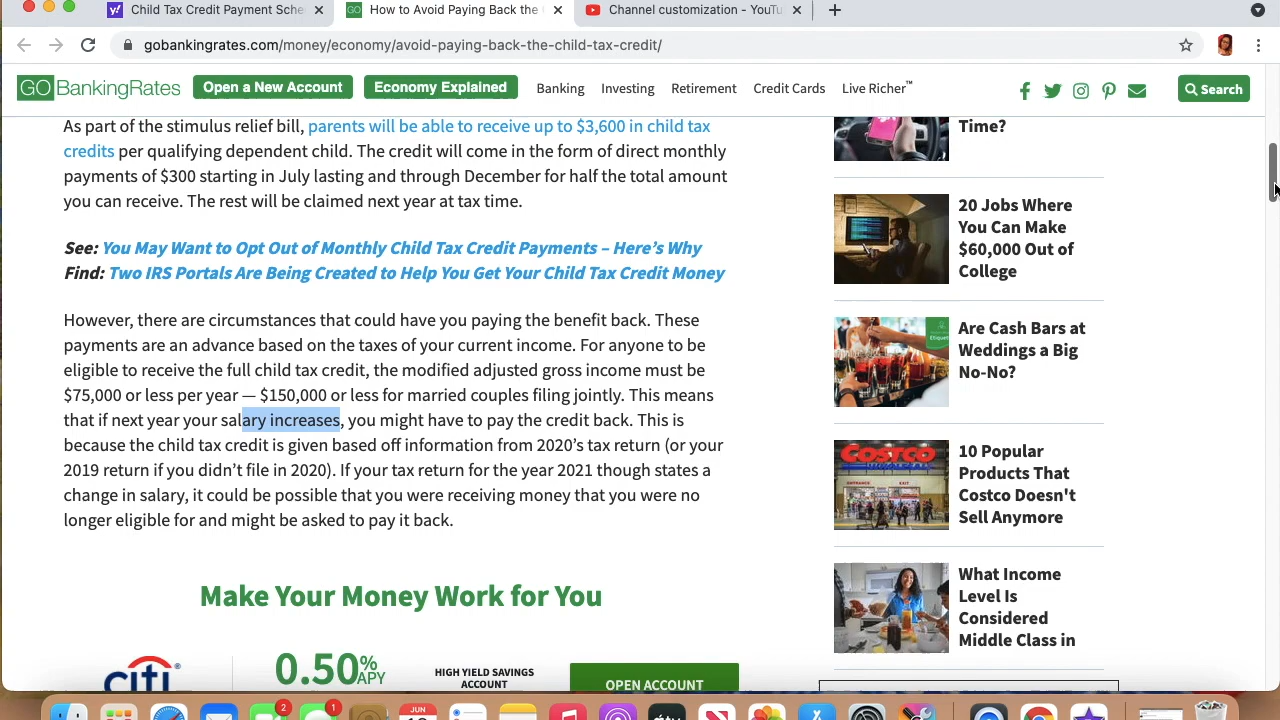 Child Tax Credit Payment Sche
How to Avoid Paying Back the
Channel customization - YouTu
gobankingrates.com/money/economy/avoid-paying-back-the-child-tax-credit/
GOBankingRates
Open a New Account
Economy Explained
Banking
Investing
Retirement
Credit Cards
Live Richer™
Search
As part of the stimulus relief bill, parents will be able to receive up to $3,600 in child tax
credits per qualifying dependent child. The credit will come in the form of direct monthly
payments of $300 starting in July lasting and through December for half the total amount
you can receive. The rest will be claimed next year at tax time.
See: You May Want to Opt Out of Monthly Child Tax Credit Payments – Here's Why
Find: Two IRS Portals Are Being Created to Help You Get Your Child Tax Credit Money
However, there are circumstances that could have you paying the benefit back. These
payments are an advance based on the taxes of your current income. For anyone to be
eligible to receive the full child tax credit, the modified adjusted gross income must be
$75,000 or less per year — $150,000 or less for married couples filing jointly. This means
that if next year your salary increases, you might have to pay the credit back. This is
because the child tax credit is given based off information from 2020's tax return (or your
2019 return if you didn't file in 2020). If your tax return for the year 2021 though states a
change in salary, it could be possible that you were receiving money that you were no
longer eligible for and might be asked to pay it back.
Make Your Money Work for You
citi
0.50% APY
HIGH YIELD SAVINGS
ACCOUNT
OPEN ACCOUNT
Time?
20 Jobs Where
You Can Make
$60,000 Out of
College
Are Cash Bars at
Weddings a Big
No-No?
COSTCO
WHOLESALE
10 Popular
Products That
Costco Doesn't
Sell Anymore
What Income
Level Is
Considered
Middle Class in
2
1
JUN